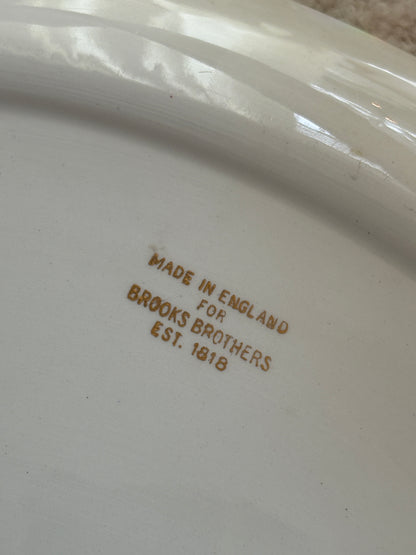 MADE IN ENGLAND
FOR
BROOKS BROTHERS
EST. 1818